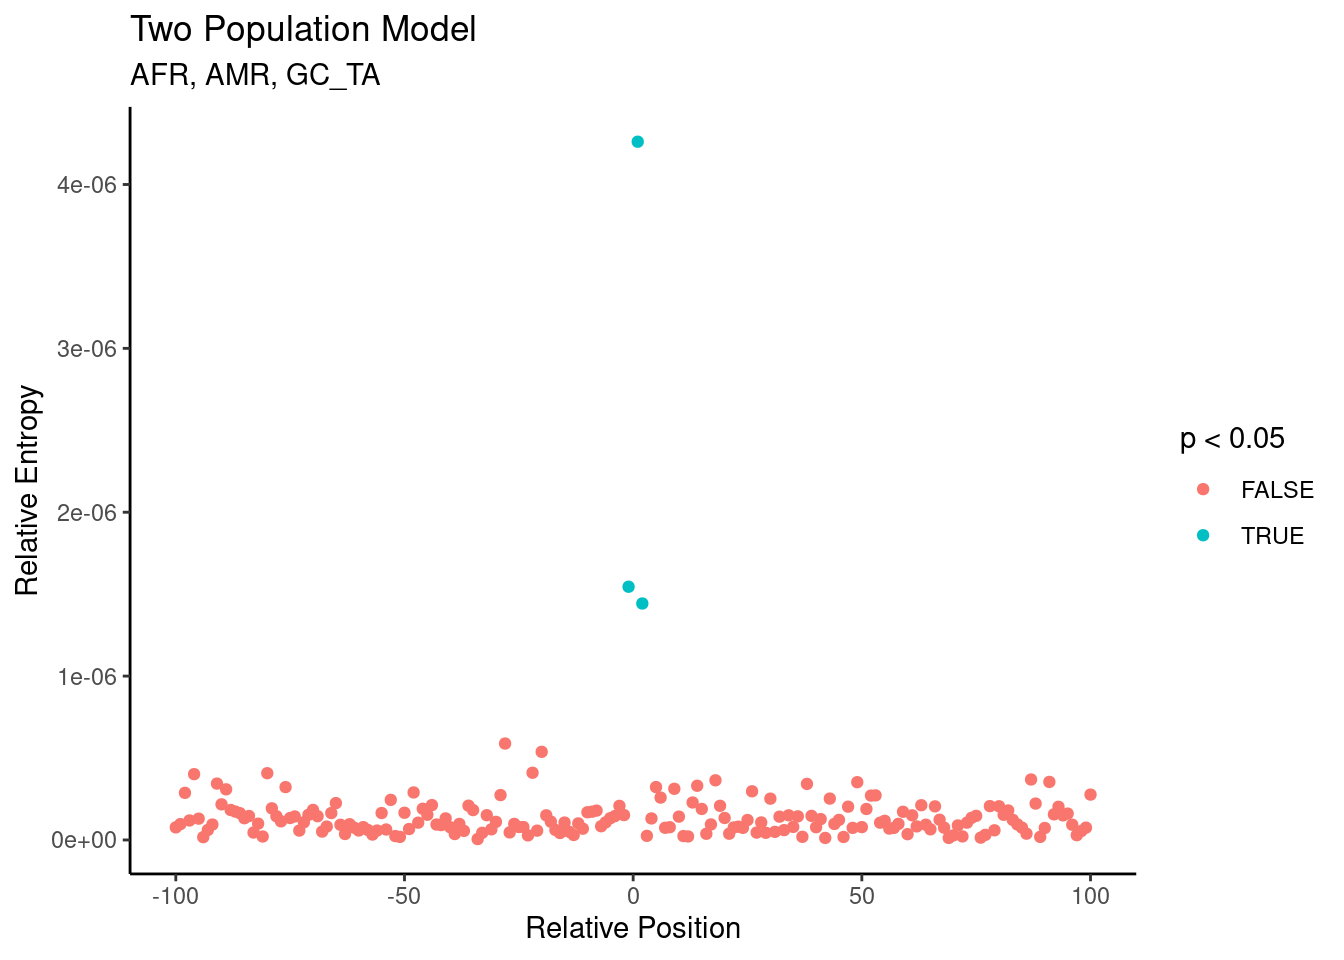 Two Population Model
AFR, AMR, GC_TA
Relative Entropy
4e-06
3e-06
2e-06
1e-06
0e+00
-100
-50
0
50
100
Relative Position
p < 0.05
FALSE
TRUE